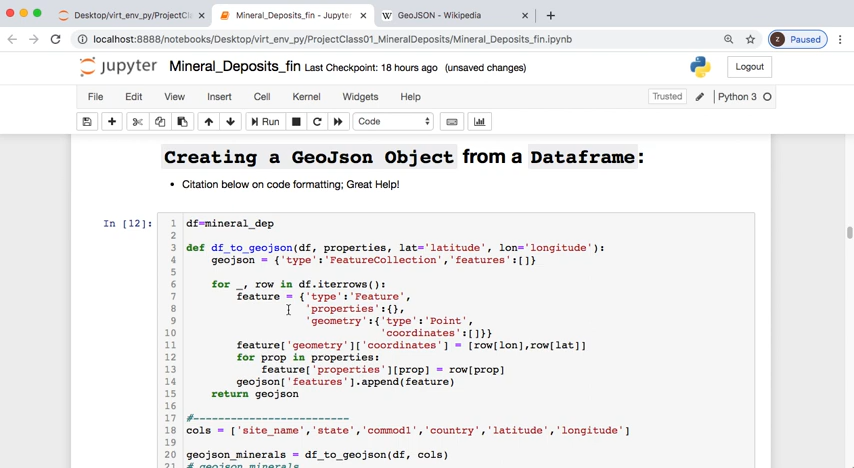 Desktop/virt_env_py/ProjectCl
Mineral_Deposits_fin - Jupyter
GeoJSON - Wikipedia
localhost:8888/notebooks/Desktop/virt_env_py/ProjectClass01_MineralDeposits/Mineral_Deposits_fin.ipynb
z Paused
jupyter Mineral_Deposits_fin Last Checkpoint: 18 hours ago (unsaved changes)
Logout
File Edit View Insert Cell Kernel Widgets Help
Trusted Python 3
Run Code
Creating a GeoJson Object from a Dataframe:
• Citation below on code formatting; Great Help!
In [12]:
1 df=mineral_dep
2
3 def df_to_geojson(df, properties, lat='latitude', lon='longitude'):
4 geojson = {'type':'FeatureCollection','features':[]}
5
6 for _, row in df.iterrows():
7 feature = {'type':'Feature',
8 'properties':{},
9 'geometry':{'type':'Point',
10 'coordinates':[]}}
11 feature['geometry']['coordinates'] = [row[lon],row[lat]]
12 for prop in properties:
13 feature['properties'][prop] = row[prop]
14 geojson['features'].append(feature)
15 return geojson
16
17 #-------------------------
18 cols = ['site_name','state','commod1','country','latitude','longitude']
19
20 geojson_minerals = df_to_geojson(df, cols)
21 # geojson_minerals